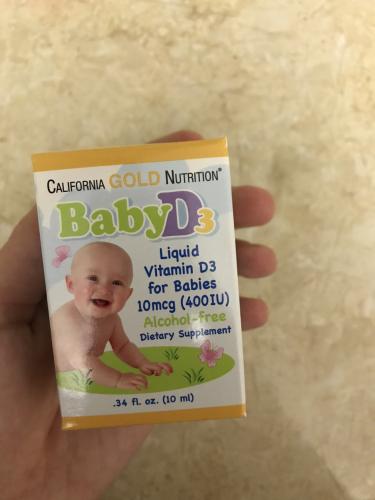 CALIFORNIA GOLD NUTRITION®
BabyD3
Liquid
Vitamin D3
for Babies
10mcg (400IU)
Alcohol-free
Dietary Supplement
.34 fl. oz. (10 ml)